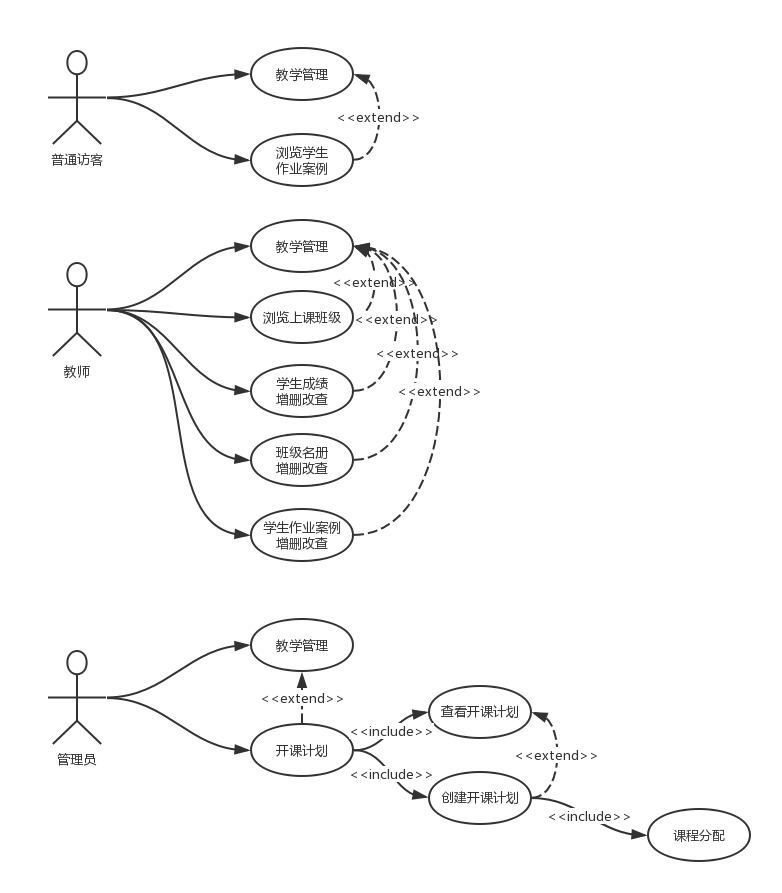 教学管理
<<extend>>
浏览学生
作业案例
普通访客
教学管理
<<extend>>
浏览上课班级
<<extend>>
<<extend>>
教师
学生成绩
增删改查
<<extend>>
班级名册
增删改查
学生作业案例
增删改查
教学管理
<<extend>>
查看开课计划
<<include>>
开课计划
管理员
<<extend>>
<<include>>
创建开课计划
<<include>>
课程分配